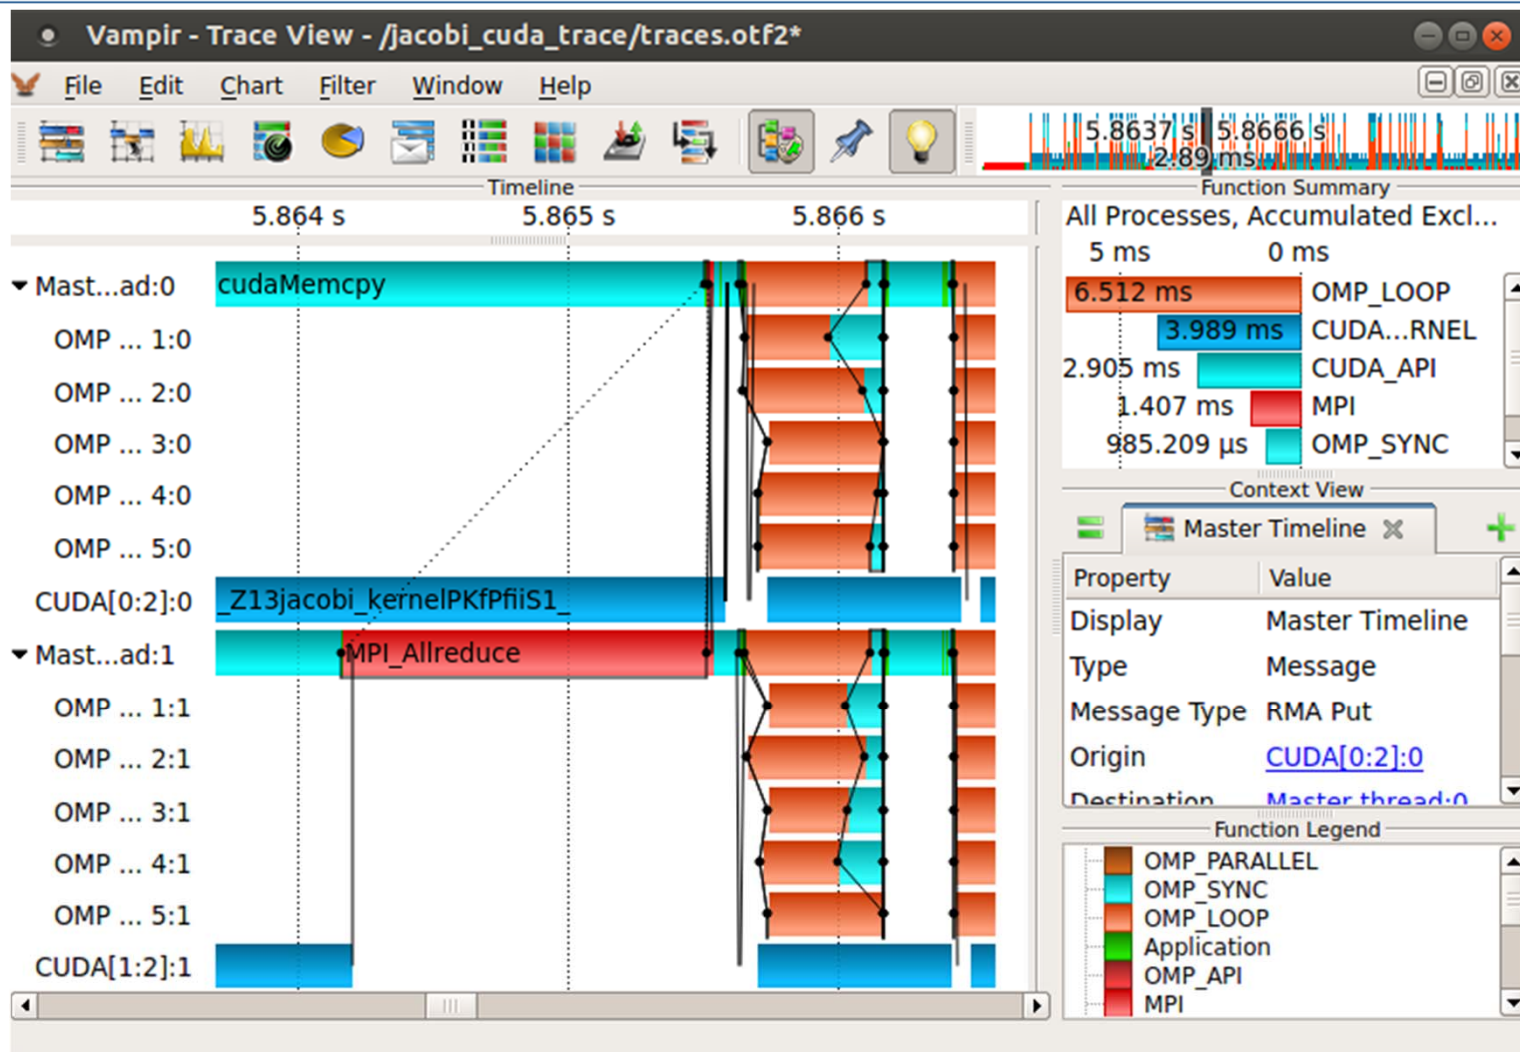 Vampir - Trace View - /jacobi_cuda_trace/traces.otf2*
File Edit Chart Filter Window Help
5.8637 s 5.8666 s
2.89 ms
Timeline
5.864 s 5.865 s 5.866 s
Mast...ad:0 cudaMemcpy
OMP ... 1:0
OMP ... 2:0
OMP ... 3:0
OMP ... 4:0
OMP ... 5:0
CUDA[0:2]:0 _Z13jacobi_kernelPKfPfiiS1_
Mast...ad:1 MPI_Allreduce
OMP ... 1:1
OMP ... 2:1
OMP ... 3:1
OMP ... 4:1
OMP ... 5:1
CUDA[1:2]:1
Function Summary
All Processes, Accumulated Excl...
5 ms 0 ms
6.512 ms OMP_LOOP
3.989 ms CUDA...RNEL
2.905 ms CUDA_API
1.407 ms MPI
985.209 µs OMP_SYNC
Context View
Master Timeline
Property Value
Display Master Timeline
Type Message
Message Type RMA Put
Origin CUDA[0:2]:0
Destination Master thread:0
Function Legend
OMP_PARALLEL
OMP_SYNC
OMP_LOOP
Application
OMP_API
MPI